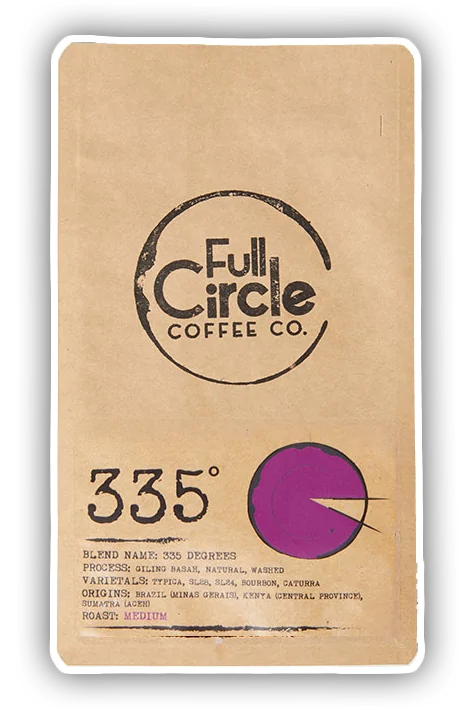 Full
Circle
COFFEE CO.
335°
BLEND NAME: 335 DEGREES
PROCESS: GILING BASAH, NATURAL, WASHED
VARIETALS: TYPICA, SL28, SL34, BOURBON, CATURRA
ORIGINS: BRAZIL (MINAS GERAIS), KENYA (CENTRAL PROVINCE),
SUMATRA (ACEH)
ROAST: MEDIUM